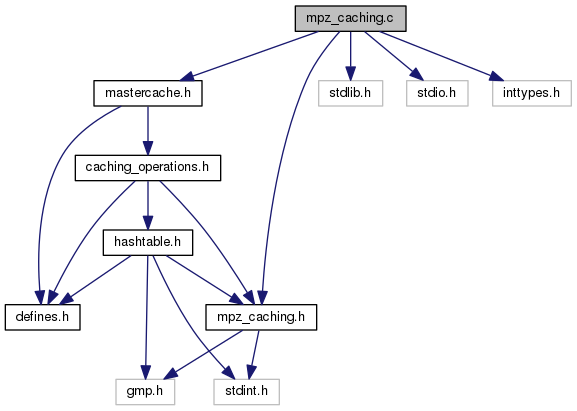 mpz_caching.c
mastercache.h
stdlib.h
stdio.h
inttypes.h
caching_operations.h
hashtable.h
defines.h
mpz_caching.h
gmp.h
stdint.h